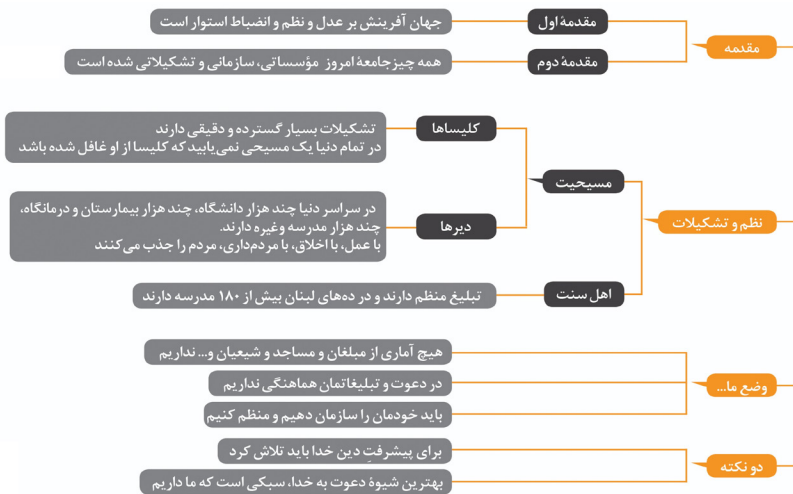 مقدمه
مقدمهٔ اول
جهان آفرینش بر عدل و نظم و انضباط استوار است
مقدمهٔ دوم
همه چیز جامعهٔ امروز مؤسساتی، سازمانی و تشکیلاتی شده است
نظم و تشکیلات
مسیحیت
کلیساها
تشکیلات بسیار گسترده و دقیقی دارند
در تمام دنیا یک مسیحی نمی‌یابید که کلیسا از او غافل شده باشد
دیرها
در سراسر دنیا چند هزار دانشگاه، چند هزار بیمارستان و درمانگاه،
چند هزار مدرسه و غیره دارند.
با عمل، با اخلاق، با مردم‌داری، مردم را جذب می‌کنند
اهل سنت
تبلیغ منظم دارند و در ده‌های لبنان بیش از ۱۸۰ مدرسه دارند
وضع ما...
هیچ آماری از مبلغان و مساجد و شیعیان و... نداریم
در دعوت و تبلیغاتمان هماهنگی نداریم
باید خودمان را سازمان دهیم و منظم کنیم
دو نکته
برای پیشرفتِ دین خدا باید تلاش کرد
بهترین شیوهٔ دعوت به خدا، سبکی است که ما داریم